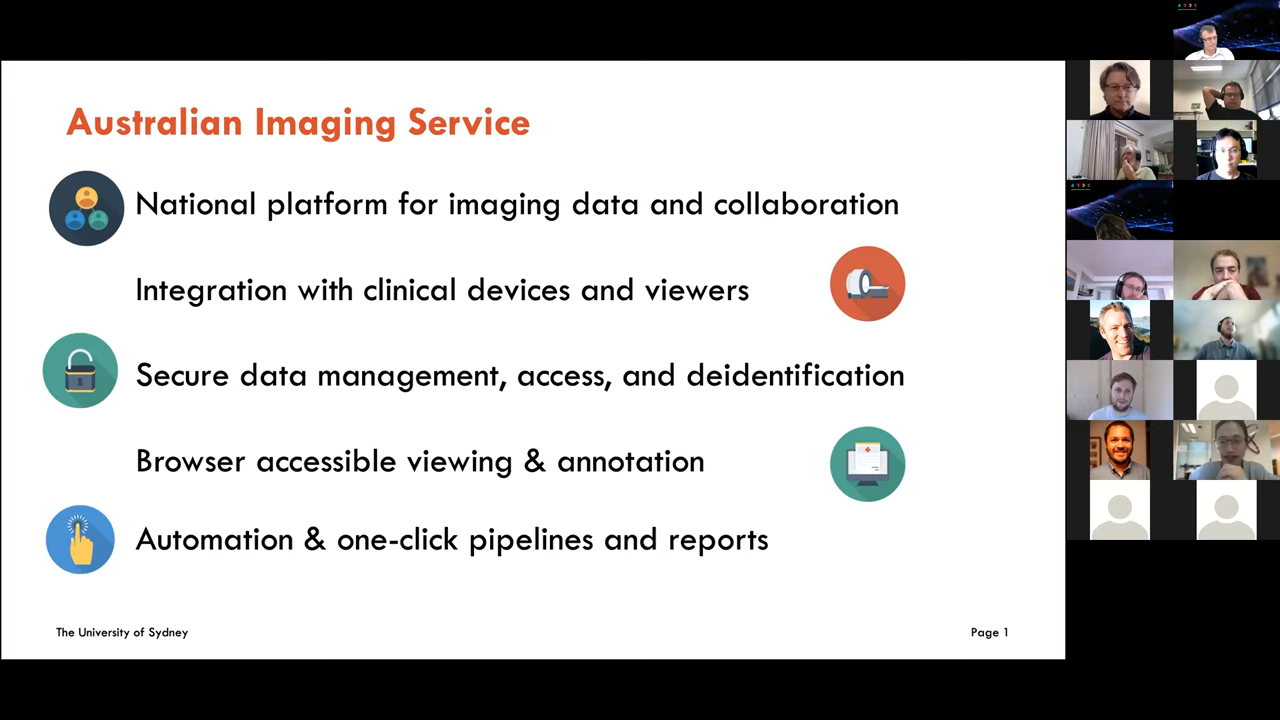 Australian Imaging Service
National platform for imaging data and collaboration
Integration with clinical devices and viewers
Secure data management, access, and deidentification
Browser accessible viewing & annotation
Automation & one-click pipelines and reports
The University of Sydney
Page 1